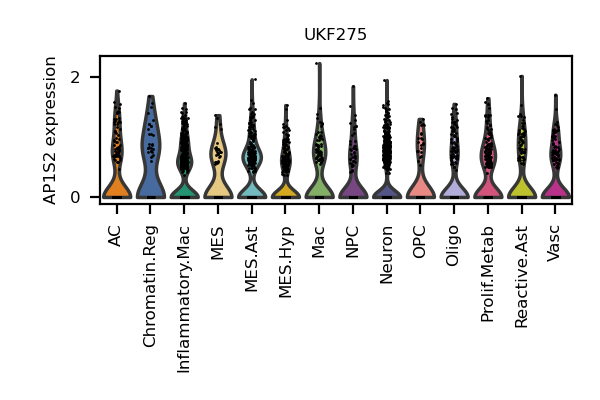 UKF275
AP1S2 expression
2
0
AC
Chromatin.Reg
Inflammatory.Mac
MES
MES.Ast
MES.Hyp
Mac
NPC
Neuron
OPC
Oligo
Prolif.Metab
Reactive.Ast
Vasc